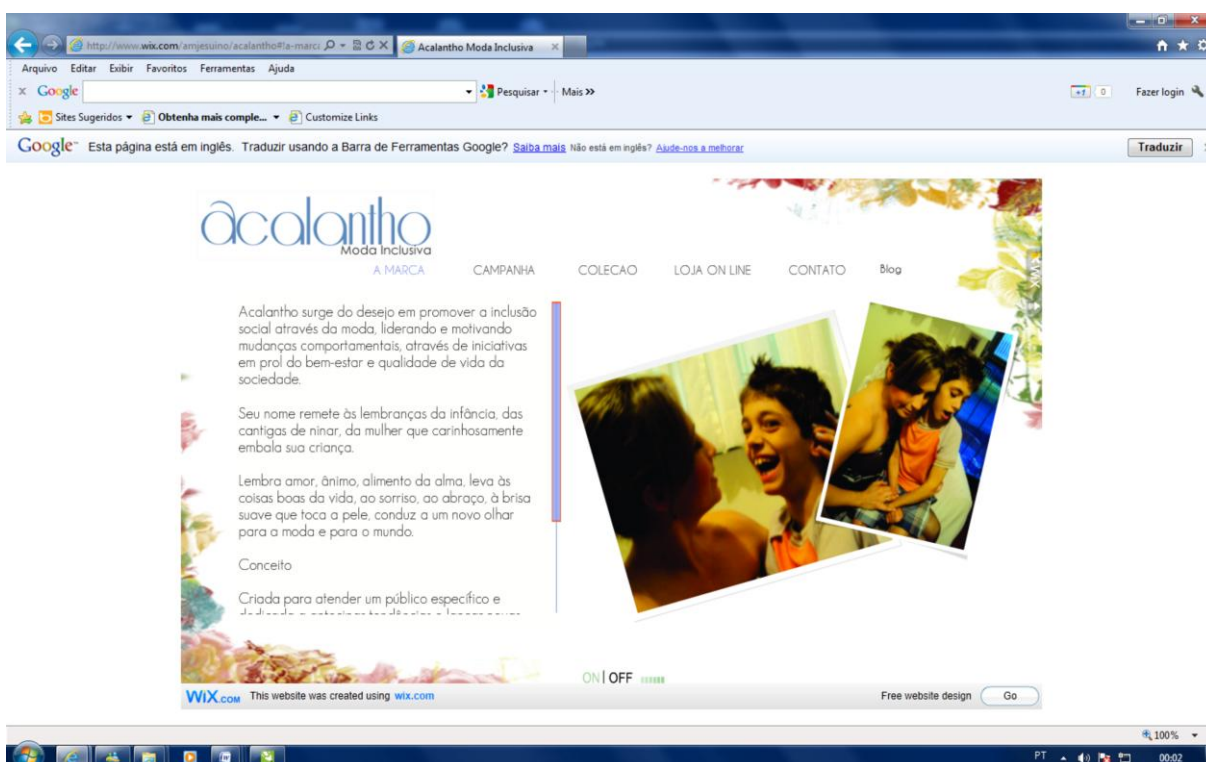 http://www.wix.com/amjesuino/acalantho#!a-marc
Acalantho Moda Inclusiva
Arquivo Editar Exibir Favoritos Ferramentas Ajuda
Google Pesquisar Mais >> +1 0 Fazer login
Sites Sugeridos Obtenha mais comple... Customize Links
Google Esta página está em inglês. Traduzir usando a Barra de Ferramentas Google? Saiba mais Não está em inglês? Ajude-nos a melhorar Traduzir
acalantho
Moda Inclusiva
A MARCA CAMPANHA COLECAO LOJA ON LINE CONTATO Blog
WiX
Acalantho surge do desejo em promover a inclusão
social através da moda, liderando e motivando
mudanças comportamentais, através de iniciativas
em prol do bem-estar e qualidade de vida da
sociedade.
Seu nome remete às lembranças da infância, das
cantigas de ninar, da mulher que carinhosamente
embala sua criança.
Lembra amor, ânimo, alimento da alma, leva às
coisas boas da vida, ao sorriso, ao abraço, à brisa
suave que toca a pele, conduz a um novo olhar
para a moda e para o mundo.
Conceito
Criada para atender um público específico e
ON|OFF
WiX.com This website was created using wix.com Free website design Go
100%
PT 00:02